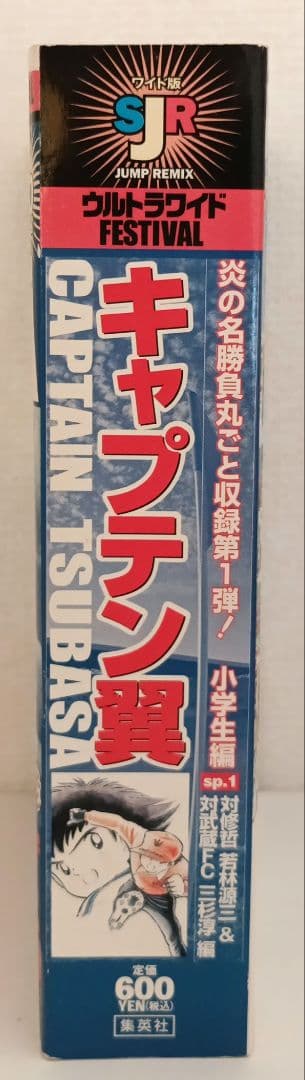 ワイド版
SJR
JUMP REMIX
ウルトラワイド
FESTIVAL
炎の名勝負丸ごと収録第1弾!
小学生編
sp.1
対修哲 若林源三&
対武蔵FC 三杉淳 編
キャプテン翼
CAPTAIN TSUBASA
定価
600
YEN(税込)
集英社